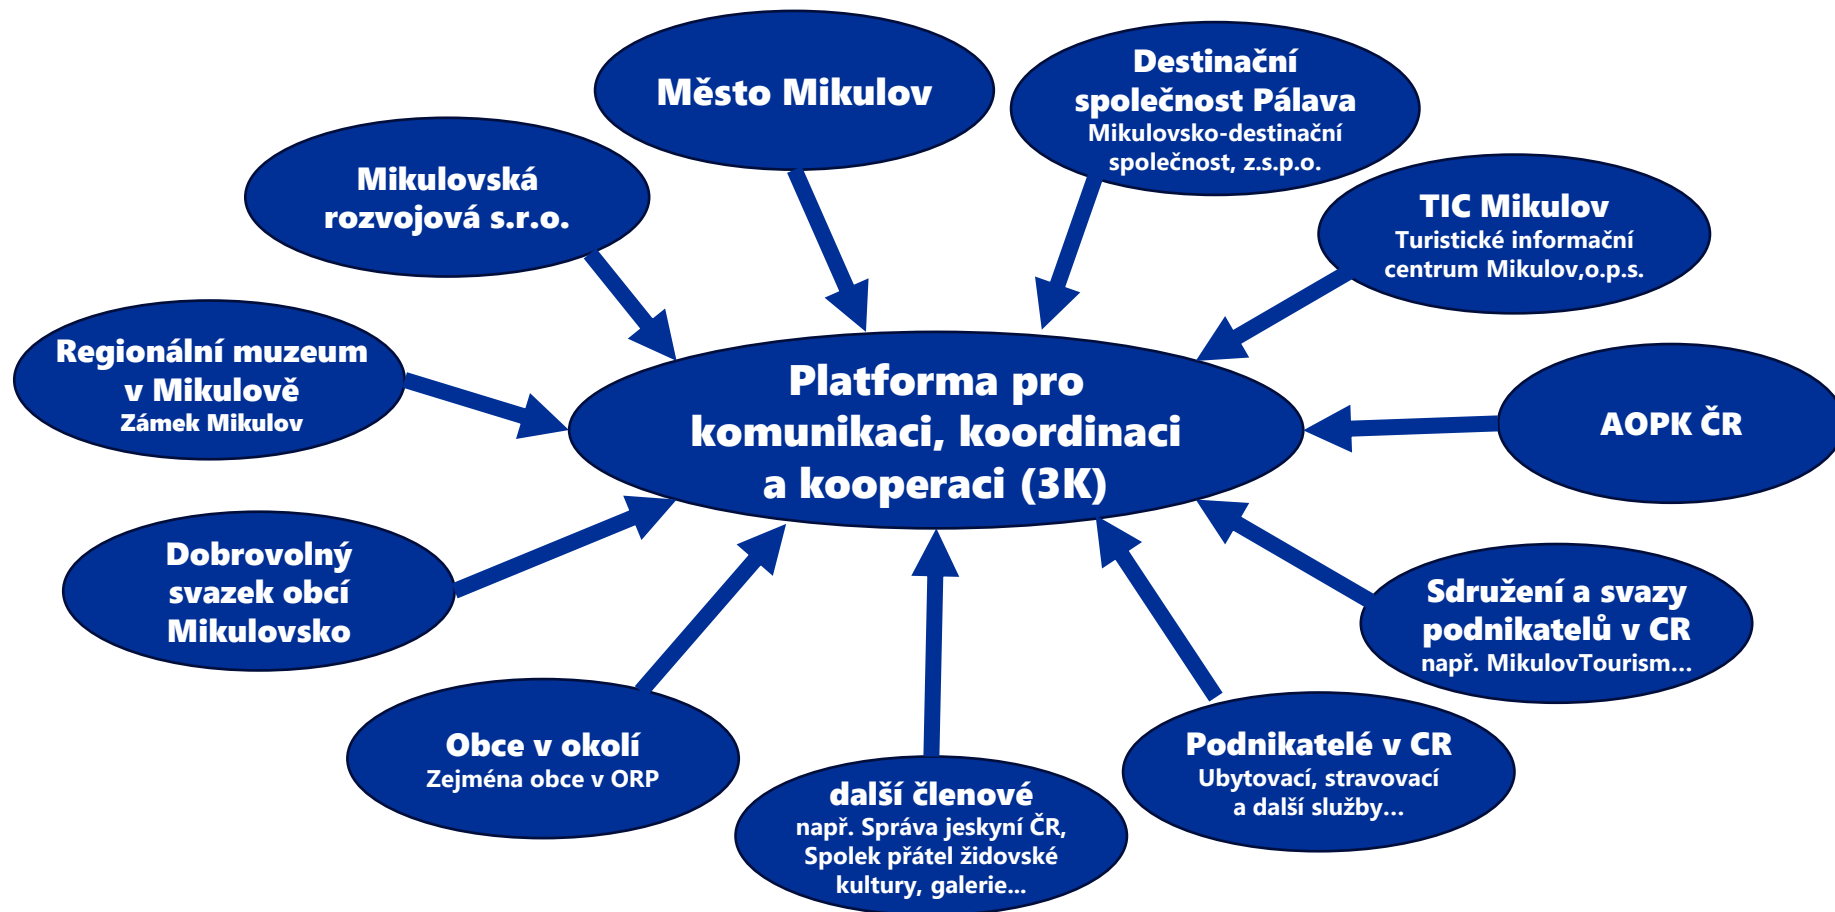 Město Mikulov
Destinační
společnost Pálava
Mikulovsko-destinační
společnost, z.s.p.o.
Mikulovská
rozvojová s.r.o.
TIC Mikulov
Turistické informační
centrum Mikulov,o.p.s.
Regionální muzeum
v Mikulově
Zámek Mikulov
Platforma pro
komunikaci, koordinaci
a kooperaci (3K)
AOPK ČR
Dobrovolný
svazek obcí
Mikulovsko
Sdružení a svazy
podnikatelů v CR
např. MikulovTourism...
Obce v okolí
Zejména obce v ORP
další členové
např. Správa jeskyní ČR,
Spolek přátel židovské
kultury, galerie...
Podnikatelé v CR
Ubytovací, stravovací
a další služby...